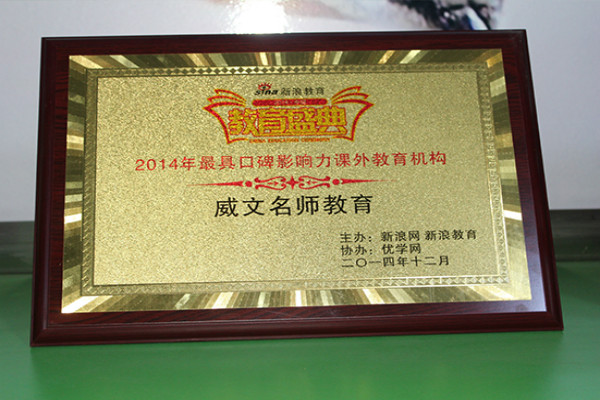 sina 新浪教育
教育盛典
2014年最具口碑影响力课外教育机构
威文名师教育
主办：新浪网 新浪教育
协办：优学网
二〇一四年十二月